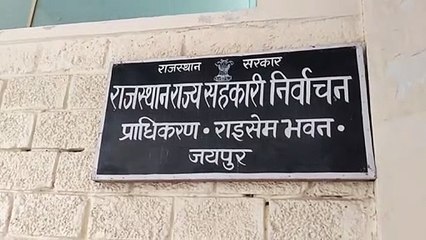 राजस्थान सरकार
राजस्थान राज्य सहकारी निर्वाचन
प्राधिकरण • राइसेम भवन •
जयपुर